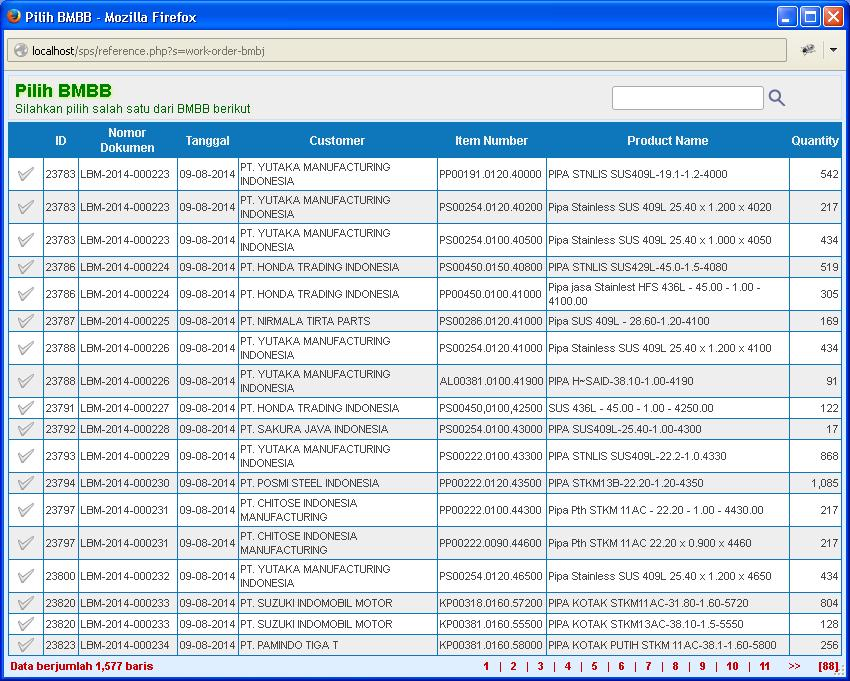 Pilih BMBB - Mozilla Firefox
localhost/sps/reference.php?s=work-order-bmbj
Pilih BMBB
Silahkan pilih salah satu dari BMBB berikut
ID Nomor Dokumen Tanggal Customer Item Number Product Name Quantity
23783 LBM-2014-000223 09-08-2014 PT. YUTAKA MANUFACTURING INDONESIA PP00191.0120.40000 PIPA STNLIS SUS409L-19.1-1.2-4000 542
23783 LBM-2014-000223 09-08-2014 PT. YUTAKA MANUFACTURING INDONESIA PS00254.0120.40200 Pipa Stainless SUS 409L 25.40 x 1.200 x 4020 217
23783 LBM-2014-000223 09-08-2014 PT. YUTAKA MANUFACTURING INDONESIA PS00254.0100.40500 Pipa Stainless SUS 409L 25.40 x 1.000 x 4050 434
23786 LBM-2014-000224 09-08-2014 PT. HONDA TRADING INDONESIA PS00450.0150.40800 PIPA STNLIS SUS429L-45.0-1.5-4080 519
23786 LBM-2014-000224 09-08-2014 PT. HONDA TRADING INDONESIA PP00450.0100.41000 Pipa jasa Stainlest HFS 436L - 45.00 - 1.00 - 4100.00 305
23787 LBM-2014-000225 09-08-2014 PT. NIRMALA TIRTA PARTS PS00286.0120.41000 Pipa SUS 409L - 28.60-1.20-4100 169
23788 LBM-2014-000226 09-08-2014 PT. YUTAKA MANUFACTURING INDONESIA PS00254.0120.41000 Pipa Stainless SUS 409L 25.40 x 1.200 x 4100 434
23788 LBM-2014-000226 09-08-2014 PT. YUTAKA MANUFACTURING INDONESIA AL00381.0100.41900 PIPA H~SAID-38.10-1.00-4190 91
23791 LBM-2014-000227 09-08-2014 PT. HONDA TRADING INDONESIA PS00450,0100,42500 SUS 436L - 45.00 - 1.00 - 4250.00 122
23792 LBM-2014-000228 09-08-2014 PT. SAKURA JAVA INDONESIA PS00254.0100.43000 PIPA SUS409L-25.40-1.00-4300 17
23793 LBM-2014-000229 09-08-2014 PT. YUTAKA MANUFACTURING INDONESIA PS00222.0100.43300 PIPA STNLIS SUS409L-22.2-1.0.4330 868
23794 LBM-2014-000230 09-08-2014 PT. POSMI STEEL INDONESIA PP00222.0120.43500 PIPA STKM13B-22.20-1.20-4350 1,085
23797 LBM-2014-000231 09-08-2014 PT. CHITOSE INDONESIA MANUFACTURING PP00222.0100.44300 Pipa Pth STKM 11AC - 22.20 - 1.00 - 4430.00 217
23797 LBM-2014-000231 09-08-2014 PT. CHITOSE INDONESIA MANUFACTURING PP00222.0090.44600 Pipa Pth STKM 11AC 22.20 x 0.900 x 4460 217
23800 LBM-2014-000232 09-08-2014 PT. YUTAKA MANUFACTURING INDONESIA PS00254.0120.46500 Pipa Stainless SUS 409L 25.40 x 1.200 x 4650 434
23820 LBM-2014-000233 09-08-2014 PT. SUZUKI INDOMOBIL MOTOR KP00318.0160.57200 PIPA KOTAK STKM11AC-31.80-1.60-5720 804
23820 LBM-2014-000233 09-08-2014 PT. SUZUKI INDOMOBIL MOTOR KP00381.0160.55500 PIPA KOTAK STKM13AC-38.10-1.5-5550 128
23823 LBM-2014-000234 09-08-2014 PT. PAMINDO TIGA T KP00381.0160.58000 PIPA KOTAK PUTIH STKM 11AC-38.1-1.60-5800 256
Data berjumlah 1,577 baris 1 | 2 | 3 | 4 | 5 | 6 | 7 | 8 | 9 | 10 | 11 >> [88]